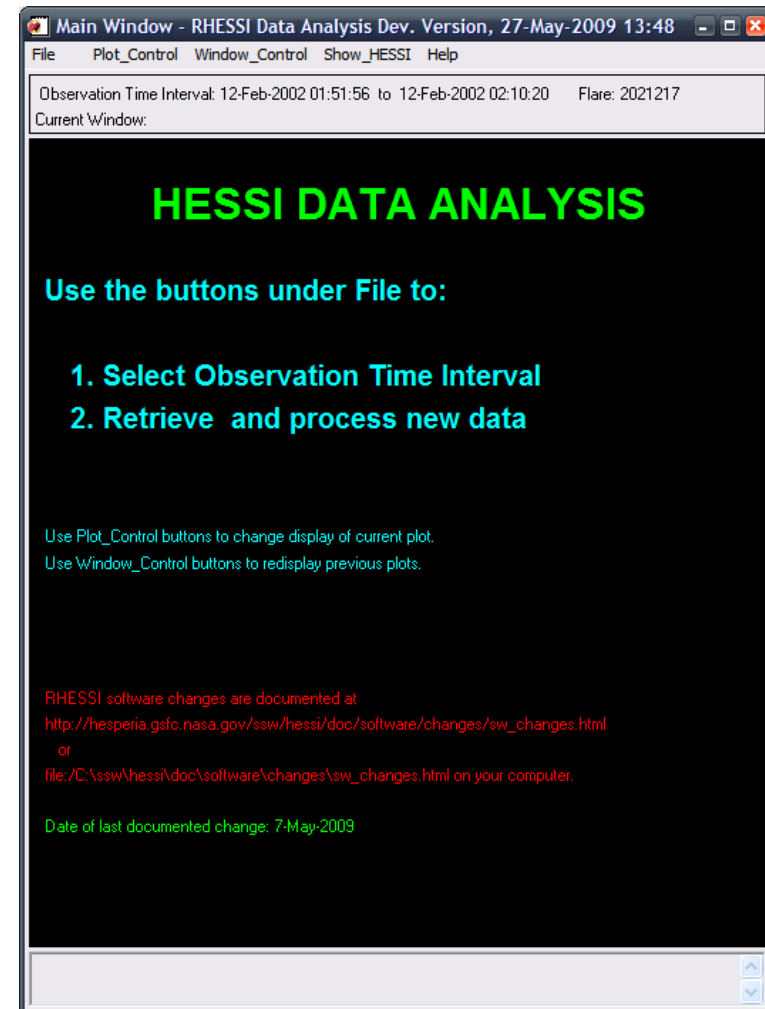 Main Window - RHESSI Data Analysis Dev. Version, 27-May-2009 13:48
File Plot_Control Window_Control Show_HESSI Help
Observation Time Interval: 12-Feb-2002 01:51:56 to 12-Feb-2002 02:10:20 Flare: 2021217
Current Window:
HESSI DATA ANALYSIS
Use the buttons under File to:
1. Select Observation Time Interval
2. Retrieve and process new data
Use Plot_Control buttons to change display of current plot.
Use Window_Control buttons to redisplay previous plots.
RHESSI software changes are documented at
http://hesperia.gsfc.nasa.gov/ssw/hessi/doc/software/changes/sw_changes.html
or
file:/C:\ssw\hessi\doc\software\changes\sw_changes.html on your computer.
Date of last documented change: 7-May-2009